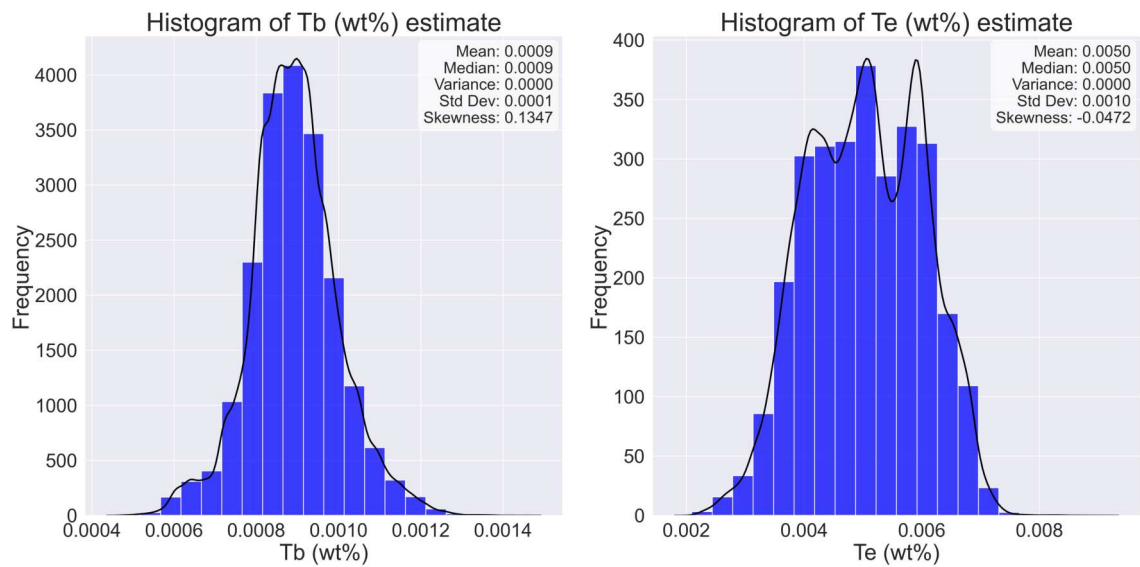 Histogram of Tb (wt%) estimate
Mean: 0.0009
Median: 0.0009
Variance: 0.0000
Std Dev: 0.0001
Skewness: 0.1347
Frequency
4000
3500
3000
2500
2000
1500
1000
500
0
0.0004
0.0006
0.0008
0.0010
0.0012
0.0014
Tb (wt%)
Histogram of Te (wt%) estimate
Mean: 0.0050
Median: 0.0050
Variance: 0.0000
Std Dev: 0.0010
Skewness: -0.0472
Frequency
400
350
300
250
200
150
100
50
0
0.002
0.004
0.006
0.008
Te (wt%)